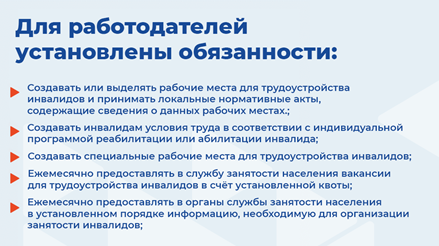 Для работодателей
установлены обязанности:
Создавать или выделять рабочие места для трудоустройства
инвалидов и принимать локальные нормативные акты,
содержащие сведения о данных рабочих местах.;
Создавать инвалидам условия труда в соответствии с индивидуальной
программой реабилитации или абилитации инвалида;
Создавать специальные рабочие места для трудоустройства инвалидов;
Ежемесячно предоставлять в службу занятости населения вакансии
для трудоустройства инвалидов в счёт установленной квоты;
Ежемесячно предоставлять в органы службы занятости населения
в установленном порядке информацию, необходимую для организации
занятости инвалидов;